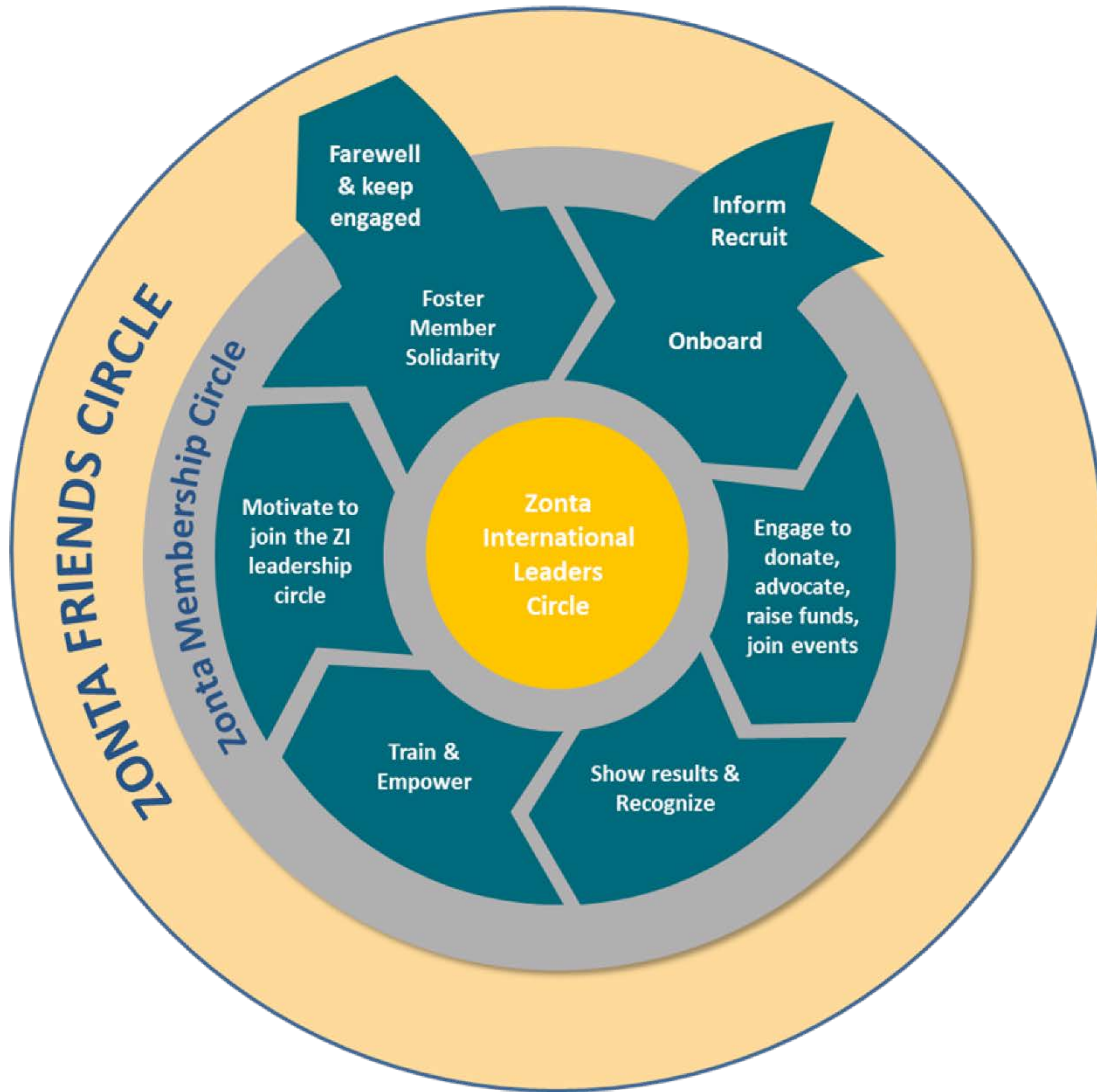 ZONTA FRIENDS CIRCLE
Zonta Membership Circle
Farewell
& keep
engaged
Foster
Member
Solidarity
Inform
Recruit
Onboard
Engage to
donate,
advocate,
raise funds,
join events
Show results &
Recognize
Train &
Empower
Motivate to
join the ZI
leadership
circle
Zonta
International
Leaders
Circle